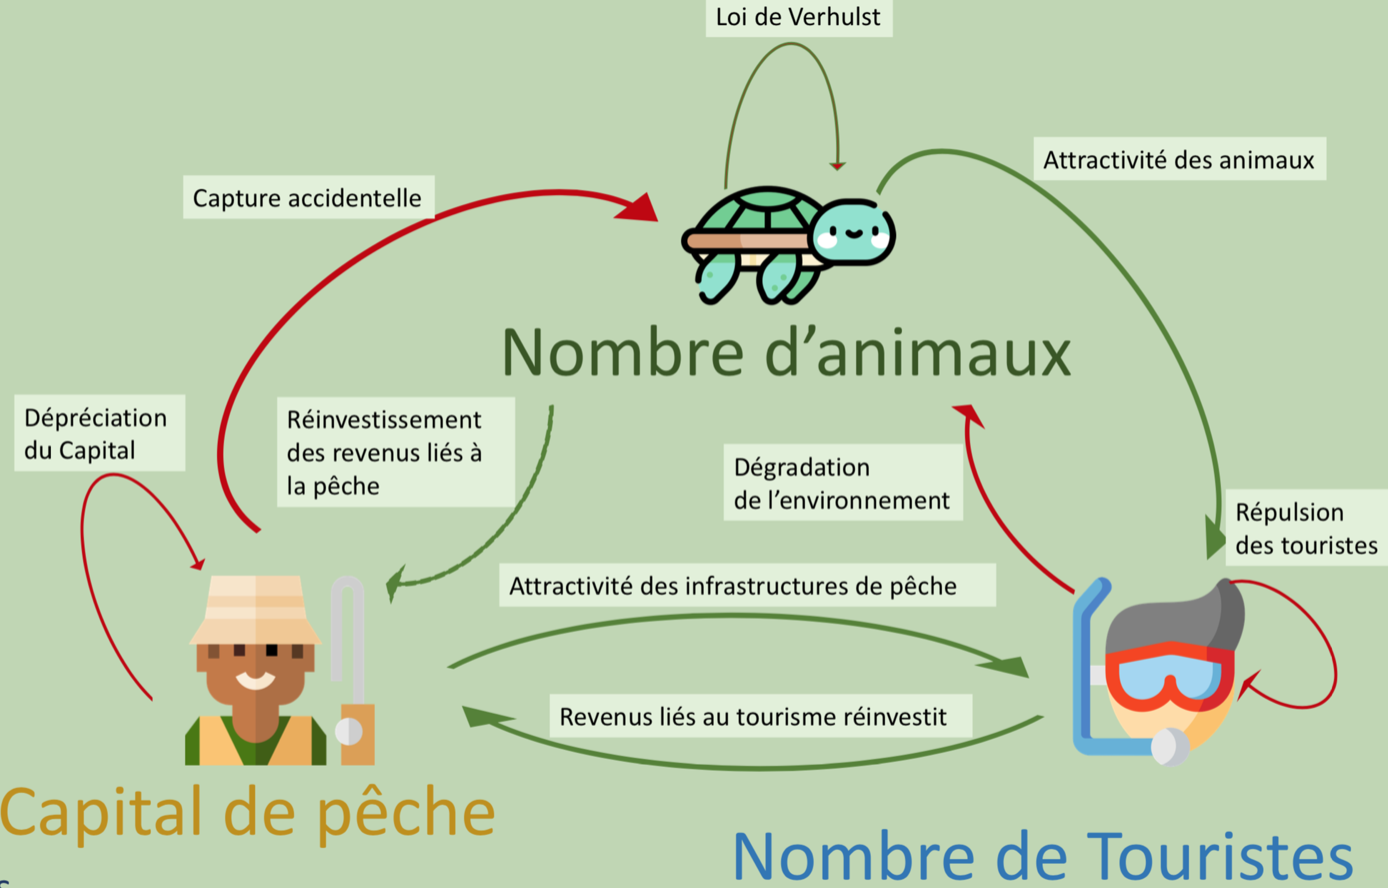 Loi de Verhulst
Attractivité des animaux
Capture accidentelle
Nombre d’animaux
Dépréciation
du Capital
Réinvestissement
des revenus liés à
la pêche
Dégradation
de l’environnement
Répulsion
des touristes
Attractivité des infrastructures de pêche
Revenus liés au tourisme réinvestit
Capital de pêche
Nombre de Touristes